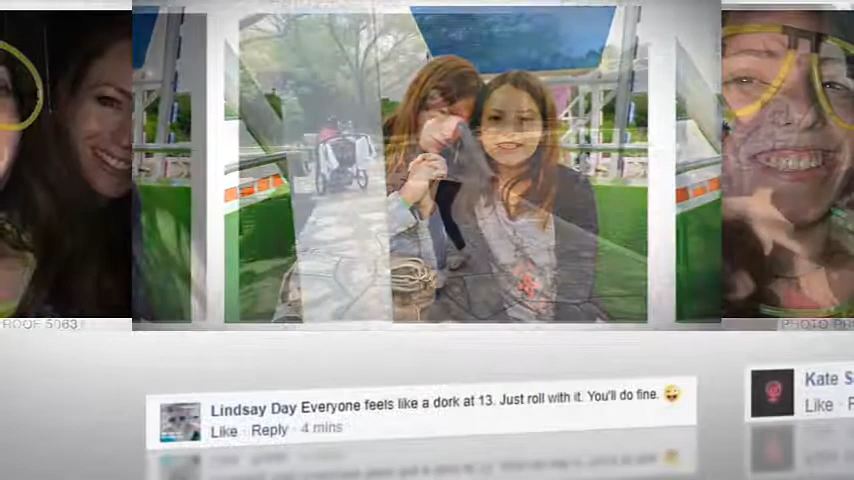 ROOF 5063
PHOTO PR
Lindsay Day Everyone feels like a dork at 13. Just roll with it. You'll do fine.
Like · Reply · 4 mins
Kate S
Like ·